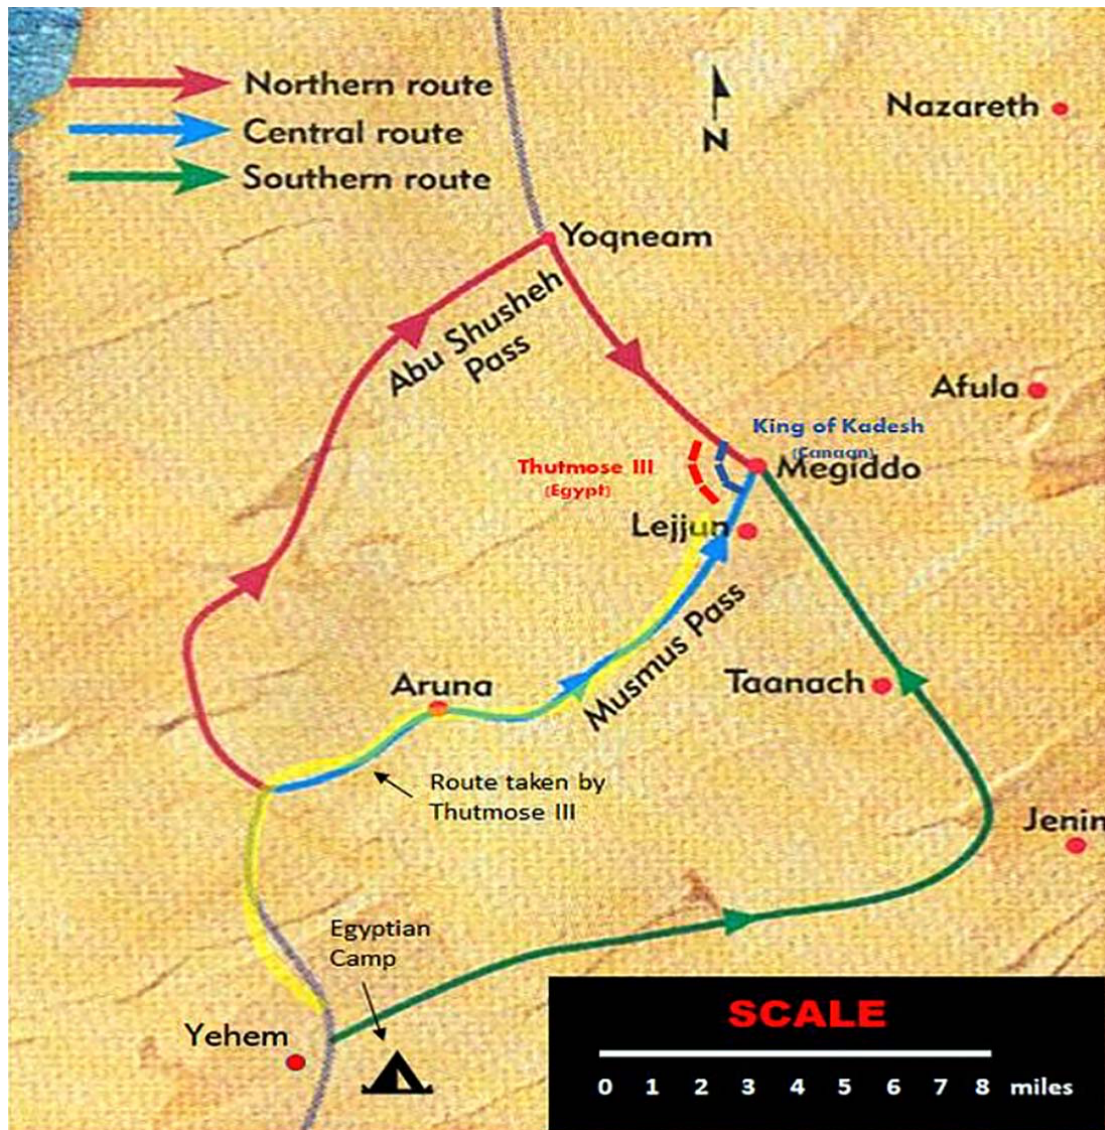 Northern route
Central route
Southern route
N
Nazareth
Yoqneam
Abu Shusheh
Pass
Afula
King of Kadesh
(Canaan)
Thutmose III
(Egypt)
Megiddo
Lejjun
Musmus Pass
Aruna
Taanach
Route taken by
Thutmose III
Jenin
Egyptian
Camp
Yehem
SCALE
0 1 2 3 4 5 6 7 8 miles